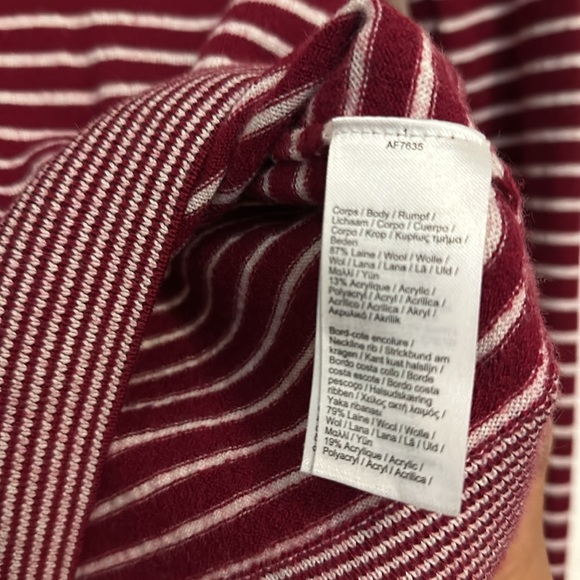 AF7635
Corps / Body / Rumpf /
Lichaam / Corpo / Cuerpo /
Corpo / Krop / Κυρίως τμήμα /
Beden
87% Laine / Wool / Wolle /
Wol / Lana / Lana / Lã / Uld /
Μαλλί / Yün
13% Acrylique / Acrylic /
Polyacryl / Acryl / Acrilica /
Acrílico / Acrílica / Akryl /
Ακρυλικό / Akrilik
Bord-cote encolure /
Neckline rib / Strickbund am
kragen / Kant kust halslijn /
Bordo costa collo / Borde
costa escote / Bordo costa
pescoço / Halsudskæring
ribben / Χείλος ακτή λαιμός /
Yaka ribanası
79% Laine / Wool / Wolle /
Wol / Lana / Lana / Lã / Uld /
Μαλλί / Yün
19% Acrylique / Acrylic /
Polyacryl / Acryl / Acrilica /